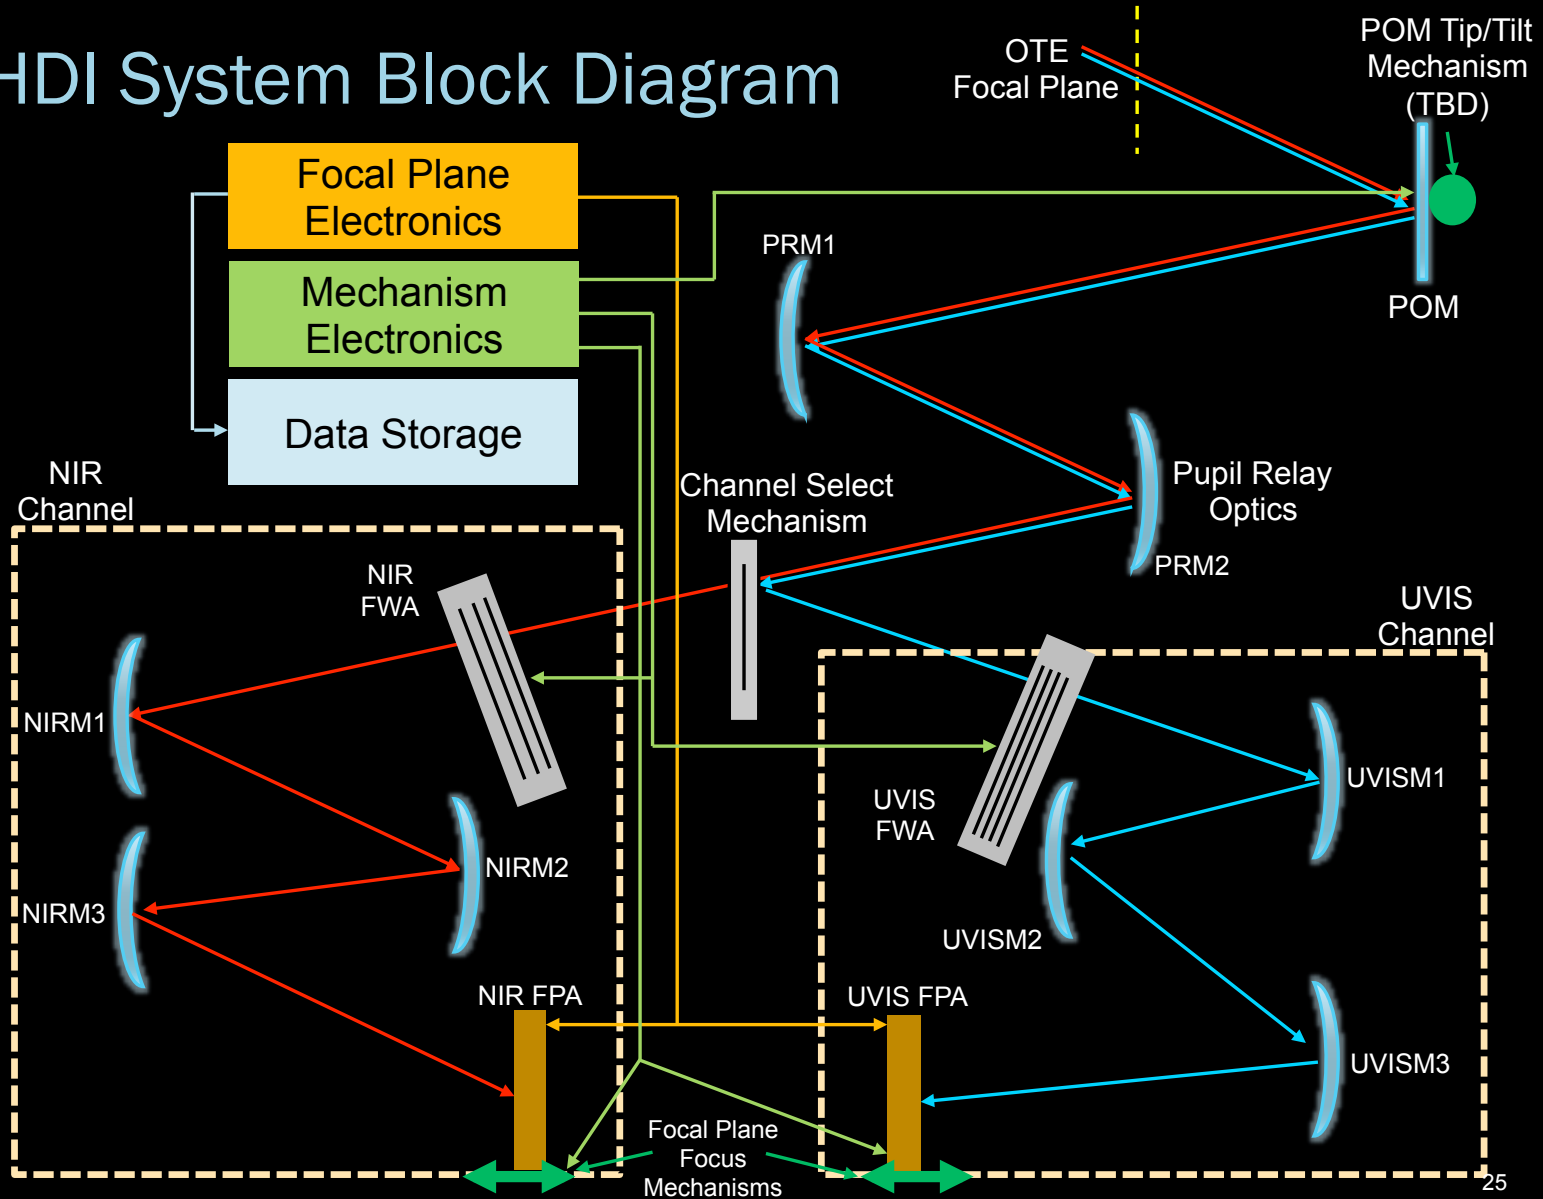 HDI System Block Diagram
OTE
Focal Plane
POM Tip/Tilt
Mechanism
(TBD)
Focal Plane
Electronics
PRM1
Mechanism
Electronics
POM
Data Storage
NIR
Channel
Channel Select
Mechanism
Pupil Relay
Optics
PRM2
NIR
FWA
UVIS
Channel
NIRM1
UVISM1
UVIS
FWA
NIRM2
NIRM3
UVISM2
NIR FPA
UVIS FPA
UVISM3
Focal Plane
Focus
Mechanisms
25